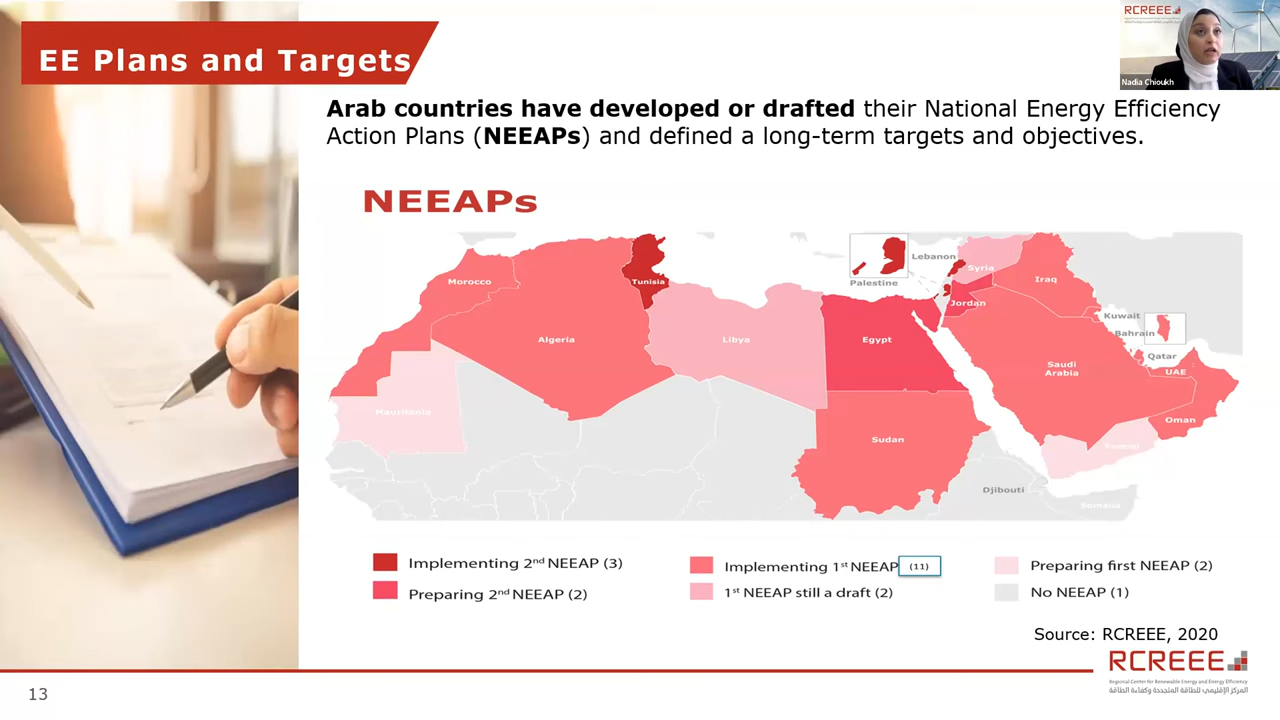 EE Plans and Targets
RCREEE
Nadia Chioukh
Arab countries have developed or drafted their National Energy Efficiency
Action Plans (NEEAPs) and defined a long-term targets and objectives.
NEEAPs
Lebanon
Palestine
Syria
Morocco
Tunisia
Iraq
Jordan
Kuwait
Bahrain
Algeria
Libya
Egypt
Qatar
Saudi
Arabia
UAE
Mauritania
Oman
Sudan
Yemen
Djibouti
Somalia
Implementing 2nd NEEAP (3)
Implementing 1st NEEAP (11)
Preparing first NEEAP (2)
Preparing 2nd NEEAP (2)
1st NEEAP still a draft (2)
No NEEAP (1)
Source: RCREEE, 2020
RCREEE
Regional Center for Renewable Energy and Energy Efficiency
المركز الإقليمي للطاقة المتجددة وكفاءة الطاقة
13